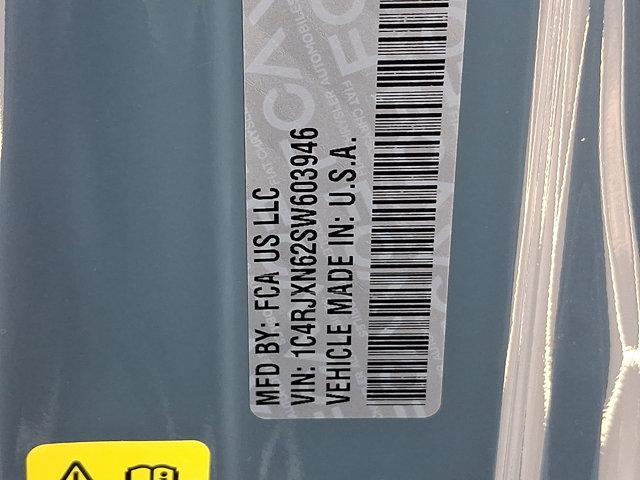 MFD BY: FCA US LLC
VIN: 1C4RJXN62SW603946
VEHICLE MADE IN: U.S.A.